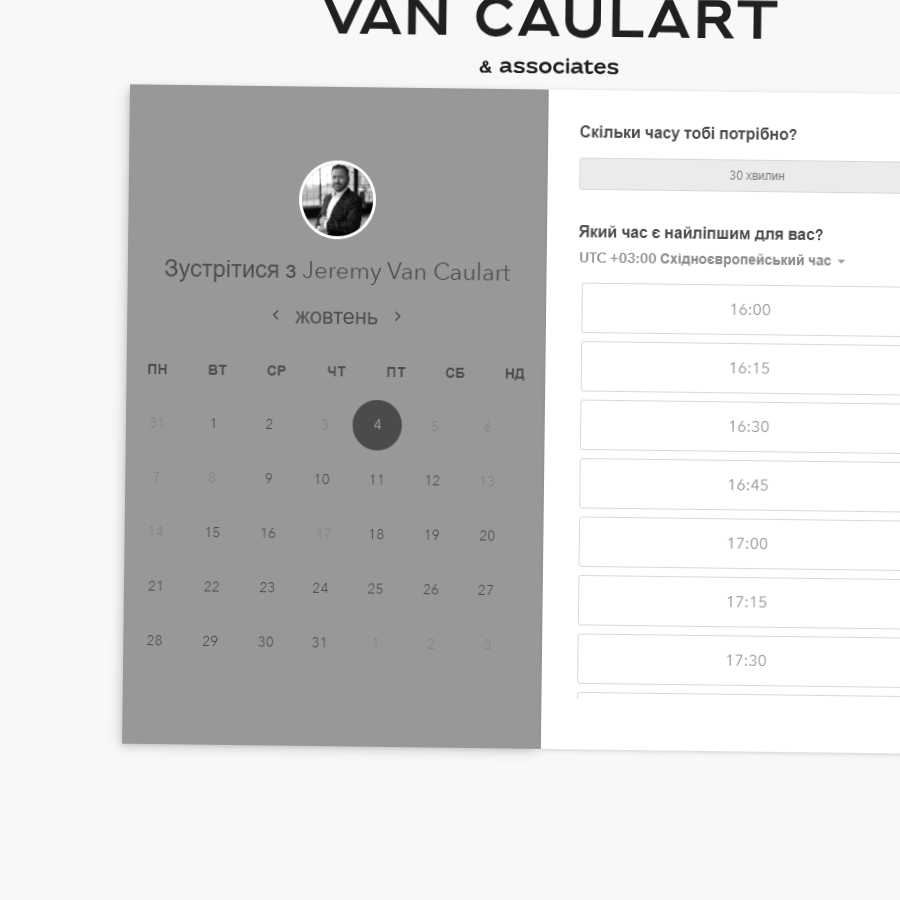 VAN CAULART
& associates
Зустрітися з Jeremy Van Caulart
жовтень
ПН ВТ СР ЧТ ПТ СБ НД
31 1 2 3 4 5 6
7 8 9 10 11 12 13
14 15 16 17 18 19 20
21 22 23 24 25 26 27
28 29 30 31 1 2 3
Скільки часу тобі потрібно?
30 хвилин
Який час є найліпшим для вас?
UTC +03:00 Східноєвропейський час
16:00
16:15
16:30
16:45
17:00
17:15
17:30